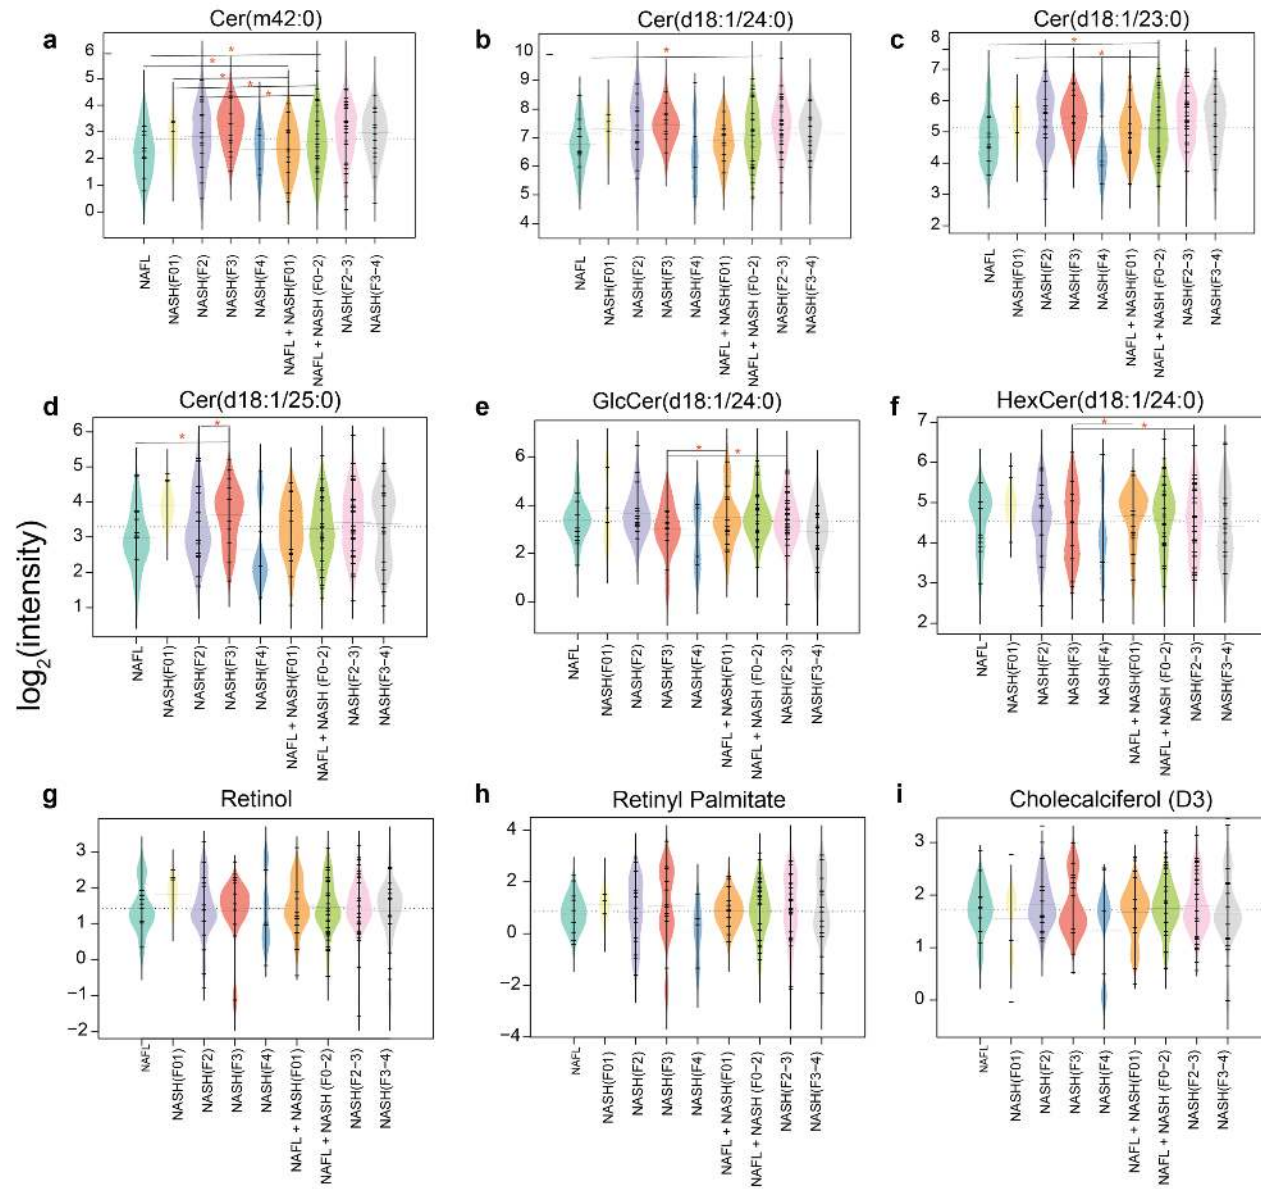 a
Cer(m42:0)
6
5
4
3
2
1
0
*
*
*
*
*
NAFL
NASH(F01)
NASH(F2)
NASH(F3)
NASH(F4)
NAFL + NASH(F01)
NAFL + NASH (F0-2)
NASH(F2-3)
NASH(F3-4)
b
Cer(d18:1/24:0)
10
9
8
7
6
5
4
*
NAFL
NASH(F01)
NASH(F2)
NASH(F3)
NASH(F4)
NAFL + NASH(F01)
NAFL + NASH (F0-2)
NASH(F2-3)
NASH(F3-4)
c
Cer(d18:1/23:0)
8
7
6
5
4
3
2
*
*
NAFL
NASH(F01)
NASH(F2)
NASH(F3)
NASH(F4)
NAFL + NASH(F01)
NAFL + NASH (F0-2)
NASH(F2-3)
NASH(F3-4)
log2(intensity)
d
Cer(d18:1/25:0)
6
5
4
3
2
1
*
*
NAFL
NASH(F01)
NASH(F2)
NASH(F3)
NASH(F4)
NAFL + NASH(F01)
NAFL + NASH (F0-2)
NASH(F2-3)
NASH(F3-4)
e
GlcCer(d18:1/24:0)
6
4
2
0
*
*
NAFL
NASH(F01)
NASH(F2)
NASH(F3)
NASH(F4)
NAFL + NASH(F01)
NAFL + NASH (F0-2)
NASH(F2-3)
NASH(F3-4)
f
HexCer(d18:1/24:0)
7
6
5
4
3
2
*
*
NAFL
NASH(F01)
NASH(F2)
NASH(F3)
NASH(F4)
NAFL + NASH(F01)
NAFL + NASH (F0-2)
NASH(F2-3)
NASH(F3-4)
g
Retinol
3
2
1
0
−1
−2
NAFL
NASH(F01)
NASH(F2)
NASH(F3)
NASH(F4)
NAFL + NASH(F01)
NAFL + NASH (F0-2)
NASH(F2-3)
NASH(F3-4)
h
Retinyl Palmitate
4
2
0
−2
−4
NAFL
NASH(F01)
NASH(F2)
NASH(F3)
NASH(F4)
NAFL + NASH(F01)
NAFL + NASH (F0-2)
NASH(F2-3)
NASH(F3-4)
i
Cholecalciferol (D3)
3
2
1
0
NAFL
NASH(F01)
NASH(F2)
NASH(F3)
NASH(F4)
NAFL + NASH(F01)
NAFL + NASH (F0-2)
NASH(F2-3)
NASH(F3-4)